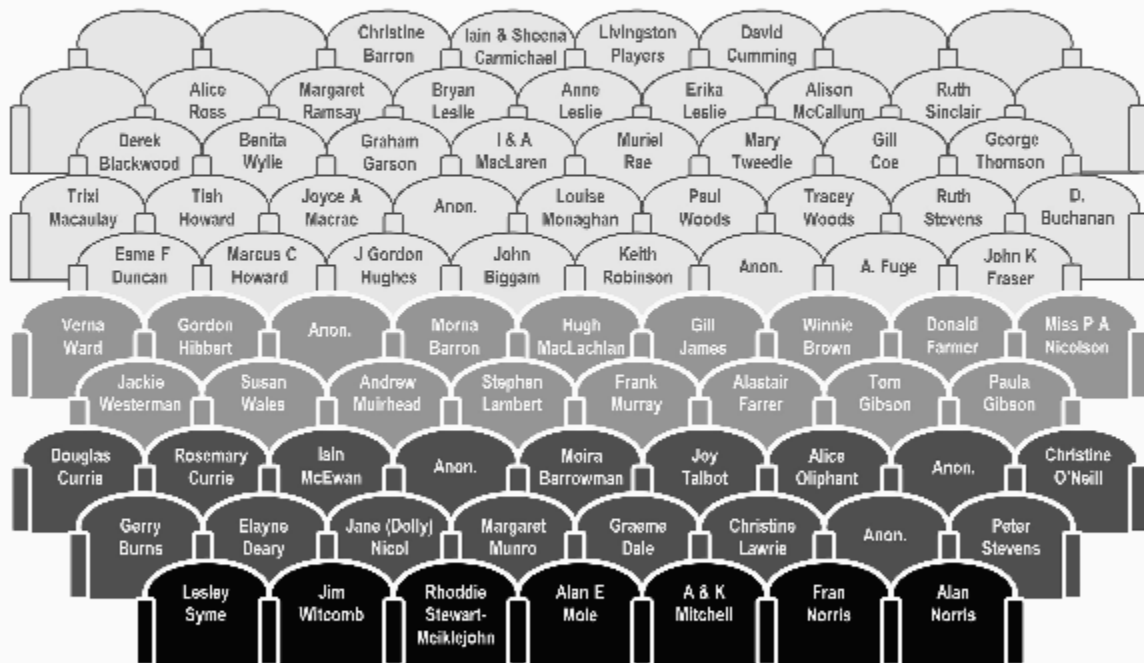 Christine
Barron
Iain & Sheena
Carmichael
Livingston
Players
David
Cumming
Alice
Ross
Margaret
Ramsay
Bryan
Leslie
Anne
Leslie
Erika
Leslie
Alison
McCallum
Ruth
Sinclair
Derek
Blackwood
Benita
Wylie
Graham
Garson
I & A
MacLaren
Muriel
Rae
Mary
Tweedie
Gill
Coe
George
Thomson
Trixi
Macaulay
Tish
Howard
Joyce A
Macrae
Anon.
Louise
Monaghan
Paul
Woods
Tracey
Woods
Ruth
Stevens
D.
Buchanan
Esme F
Duncan
Marcus C
Howard
J Gordon
Hughes
John
Biggam
Keith
Robinson
Anon.
A. Fuge
John K
Fraser
Verna
Ward
Gordon
Hibbert
Anon.
Morna
Barron
Hugh
MacLachlan
Gill
James
Winnie
Brown
Donald
Farmer
Miss P A
Nicolson
Jackie
Westerman
Susan
Wales
Andrew
Muirhead
Stephen
Lambert
Frank
Murray
Alastair
Farrer
Tom
Gibson
Paula
Gibson
Douglas
Currie
Rosemary
Currie
Iain
McEwan
Anon.
Moira
Barrowman
Joy
Talbot
Alice
Oliphant
Anon.
Christine
O'Neill
Gerry
Burns
Elayne
Deary
Jane (Dolly)
Nicol
Margaret
Munro
Graeme
Dale
Christine
Lawrie
Anon.
Peter
Stevens
Lesley
Syme
Jim
Witcomb
Rhoddie
Stewart-
Meiklejohn
Alan E
Mole
A & K
Mitchell
Fran
Norris
Alan
Norris